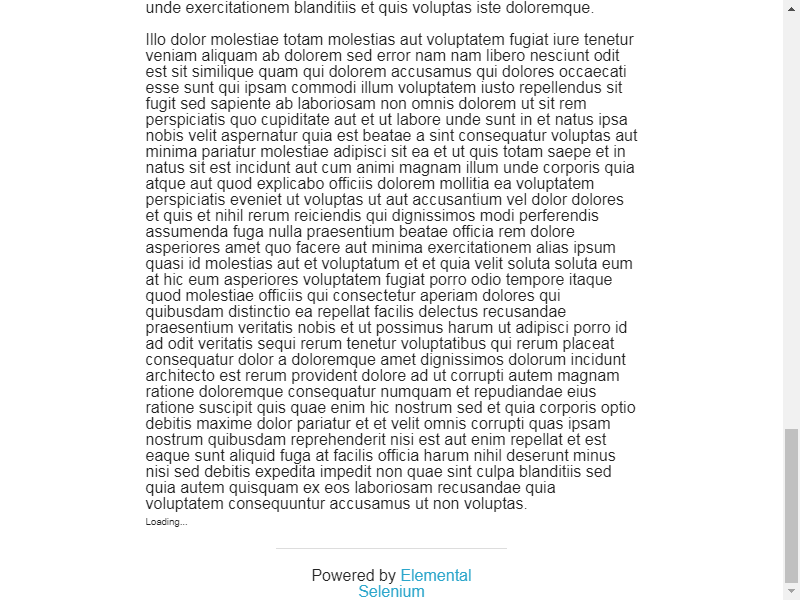 unde exercitationem blanditiis et quis voluptas iste doloremque.
Illo dolor molestiae totam molestias aut voluptatem fugiat iure tenetur
veniam aliquam ab dolorem sed error nam nam libero nesciunt odit
est sit similique quam qui dolorem accusamus qui dolores occaecati
esse sunt qui ipsam commodi illum voluptatem iusto repellendus sit
fugit sed sapiente ab laboriosam non omnis dolorem ut sit rem
perspiciatis quo cupiditate aut et ut labore unde sunt in et natus ipsa
nobis velit aspernatur quia est beatae a sint consequatur voluptas aut
minima pariatur molestiae adipisci sit ea et ut quis totam saepe et in
natus sit est incidunt aut cum animi magnam illum unde corporis quia
atque aut quod explicabo officiis dolorem mollitia ea voluptatem
perspiciatis eveniet ut voluptas ut aut accusantium vel dolor dolores
et quis et nihil rerum reiciendis qui dignissimos modi perferendis
assumenda fuga nulla praesentium beatae officia rem dolore
asperiores amet quo facere aut minima exercitationem alias ipsum
quasi id molestias aut et voluptatum et et quia velit soluta soluta eum
at hic eum asperiores voluptatem fugiat porro odio tempore itaque
quod molestiae officiis qui consectetur aperiam dolores qui
quibusdam distinctio ea repellat facilis delectus recusandae
praesentium veritatis nobis et ut possimus harum ut adipisci porro id
ad odit veritatis sequi rerum tenetur voluptatibus qui rerum placeat
consequatur dolor a doloremque amet dignissimos dolorum incidunt
architecto est rerum provident dolore ad ut corrupti autem magnam
ratione doloremque consequatur numquam et repudiandae eius
ratione suscipit quis quae enim hic nostrum sed et quia corporis optio
debitis maxime dolor pariatur et et velit omnis corrupti quas ipsam
nostrum quibusdam reprehenderit nisi est aut enim repellat et est
eaque sunt aliquid fuga at facilis officia harum nihil deserunt minus
nisi sed debitis expedita impedit non quae sint culpa blanditiis sed
quia autem quisquam ex eos laboriosam recusandae quia
voluptatem consequuntur accusamus ut non voluptas.
Loading...
Powered by Elemental
Selenium